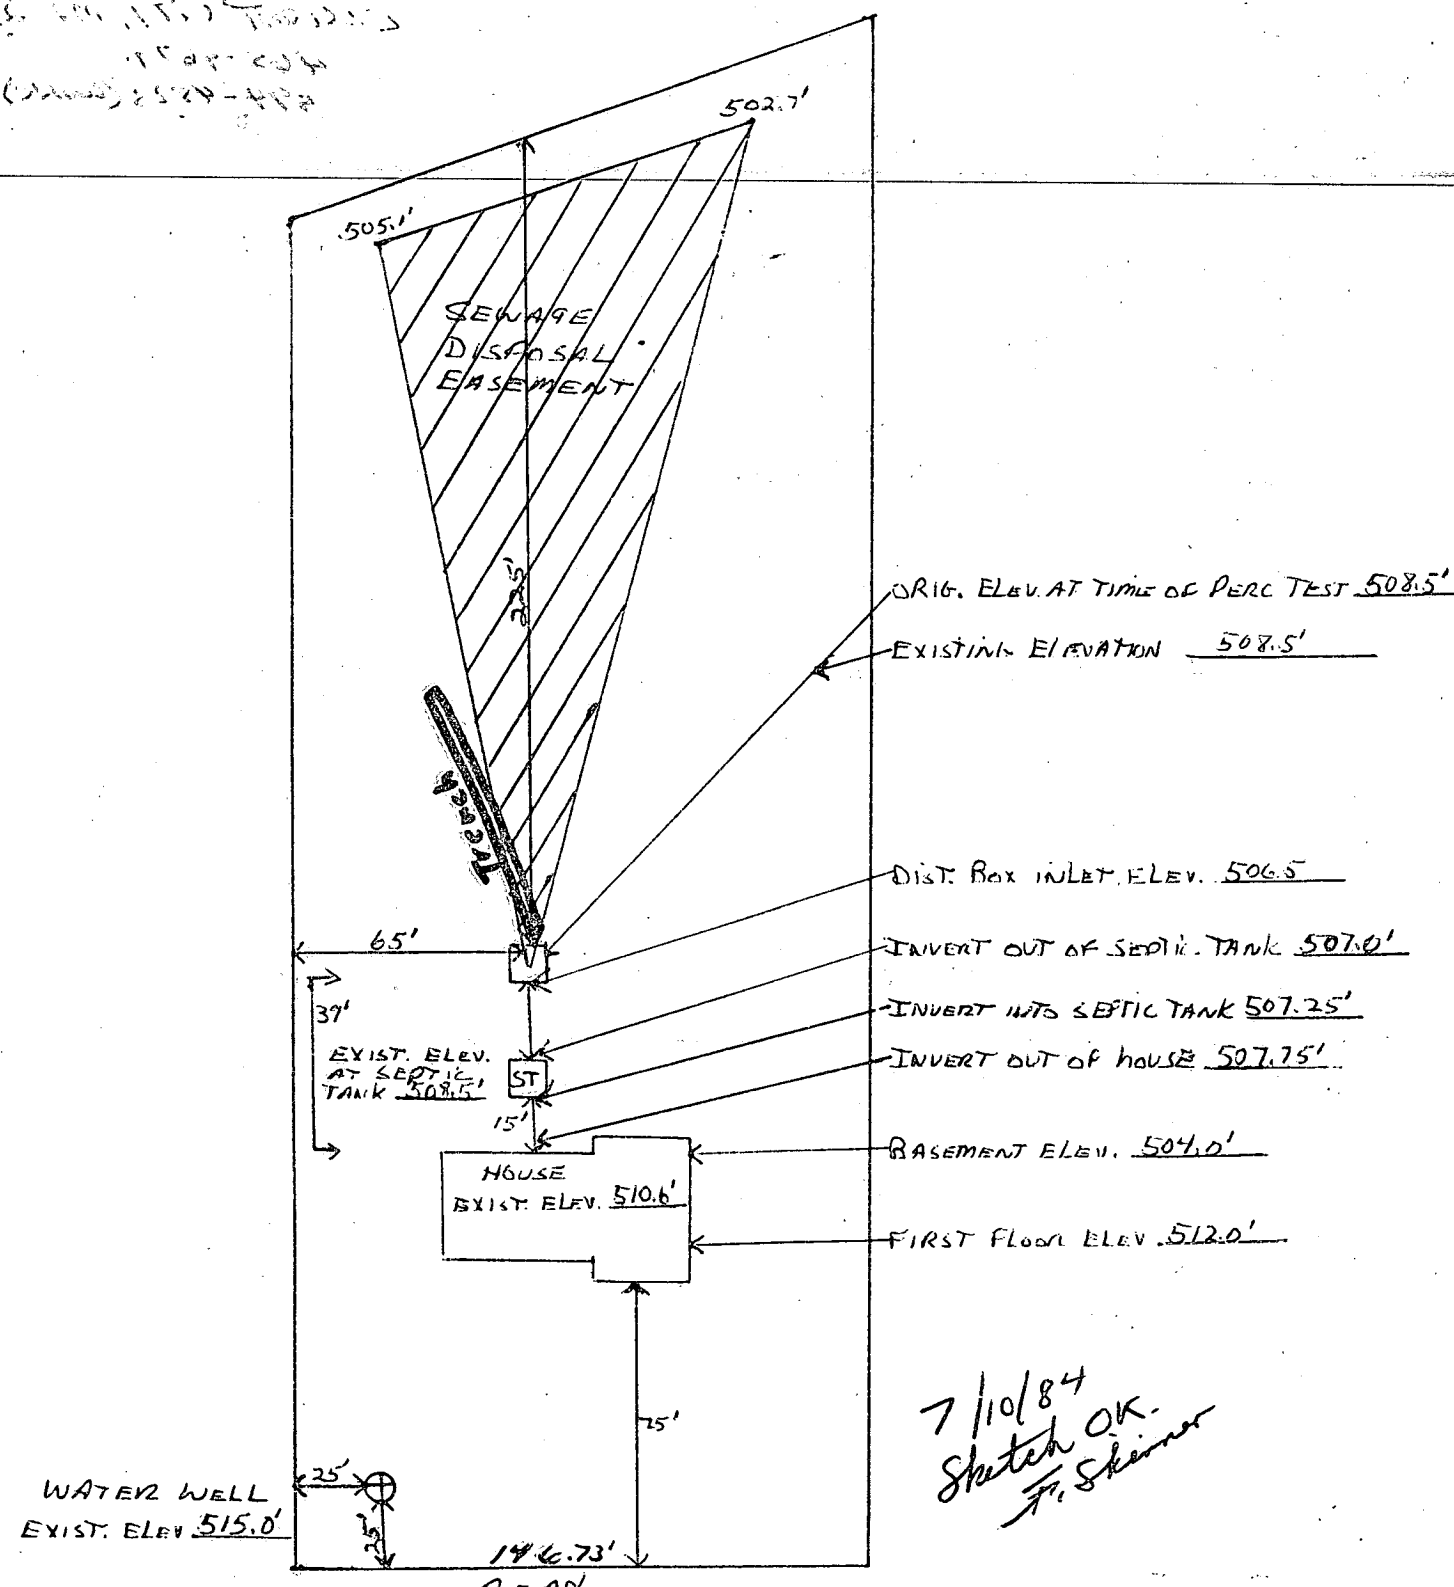 502.7'
505.1'
SEWAGE
DISPOSAL
EASEMENT
225'
ORIG. ELEV. AT TIME OF PERC TEST 508.5'
EXISTING ELEVATION 508.5'
Trench
DIST. BOX INLET ELEV. 506.5
65'
INVERT OUT OF SEPTIC TANK 507.0'
39'
INVERT INTO SEPTIC TANK 507.25'
EXIST. ELEV.
AT SEPTIC
TANK 508.5'
ST
INVERT OUT OF HOUSE 507.75'
15'
BASEMENT ELEV. 504.0'
HOUSE
EXIST. ELEV. 510.6'
FIRST FLOOR ELEV. 512.0'
75'
7/10/84
Sketch OK.
F. Skinner
25'
WATER WELL
EXIST. ELEV 515.0'
25'
146.73'